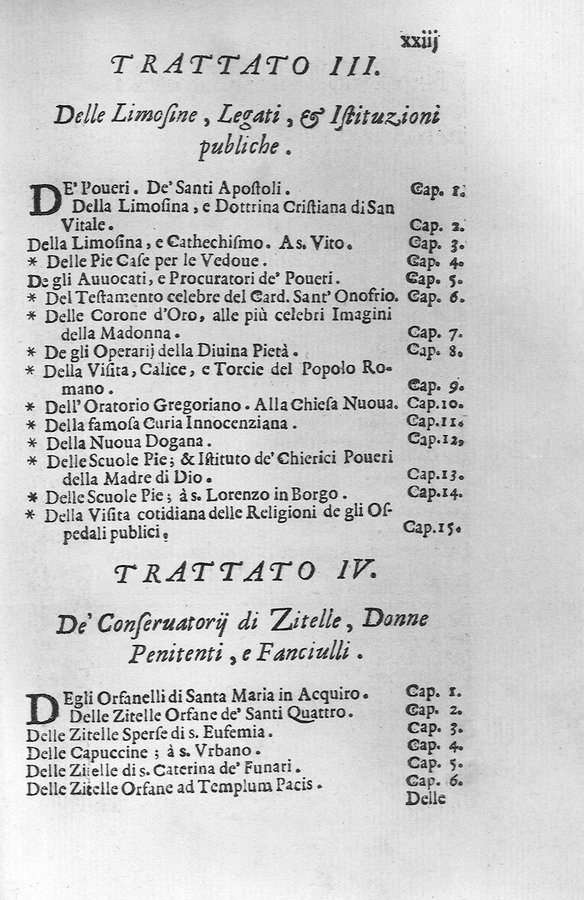 xxiij
TRATTATO III.
Delle Limoſine, Legati, & Iſtituzioni
publiche.
DE' Poueri. De' Santi Apoſtoli. Cap. 1.
Della Limoſina, e Dottrina Criſtiana di San
Vitale. Cap. 2.
Della Limoſina, e Cathechiſmo. A s. Vito. Cap. 3.
* Delle Pie Caſe per le Vedoue. Cap. 4.
De gli Auuocati, e Procuratori de' Poueri. Cap. 5.
* Del Teſtamento celebre del Card. Sant' Onofrio. Cap. 6.
* Delle Corone d'Oro, alle più celebri Imagini
della Madonna. Cap. 7.
* De gli Operarij della Diuina Pietà. Cap. 8.
* Della Viſita, Calice, e Torcie del Popolo Ro-
mano. Cap. 9.
* Dell'Oratorio Gregoriano. Alla Chieſa Nuoua. Cap.10.
* Della famoſa Curia Innocenziana. Cap.11.
* Della Nuoua Dogana. Cap.12,
* Delle Scuole Pie; & Iſtituto de' Chierici Poueri
della Madre di Dio. Cap.13.
* Delle Scuole Pie; à s. Lorenzo in Borgo. Cap.14.
* Della Viſita cotidiana delle Religioni de gli Oſ-
pedali publici. Cap.15.
TRATTATO IV.
De' Conſeruatorij di Zitelle, Donne
Penitenti, e Fanciulli.
DEgli Orfanelli di Santa Maria in Acquiro. Cap. 1.
Delle Zitelle Orfane de' Santi Quattro. Cap. 2.
Delle Zitelle Sperſe di s. Eufemia. Cap. 3.
Delle Capuccine; à s. Vrbano. Cap. 4.
Delle Zitelle di s. Caterina de' Funari. Cap. 5.
Delle Zitelle Orfane ad Templum Pacis. Cap. 6.
Delle